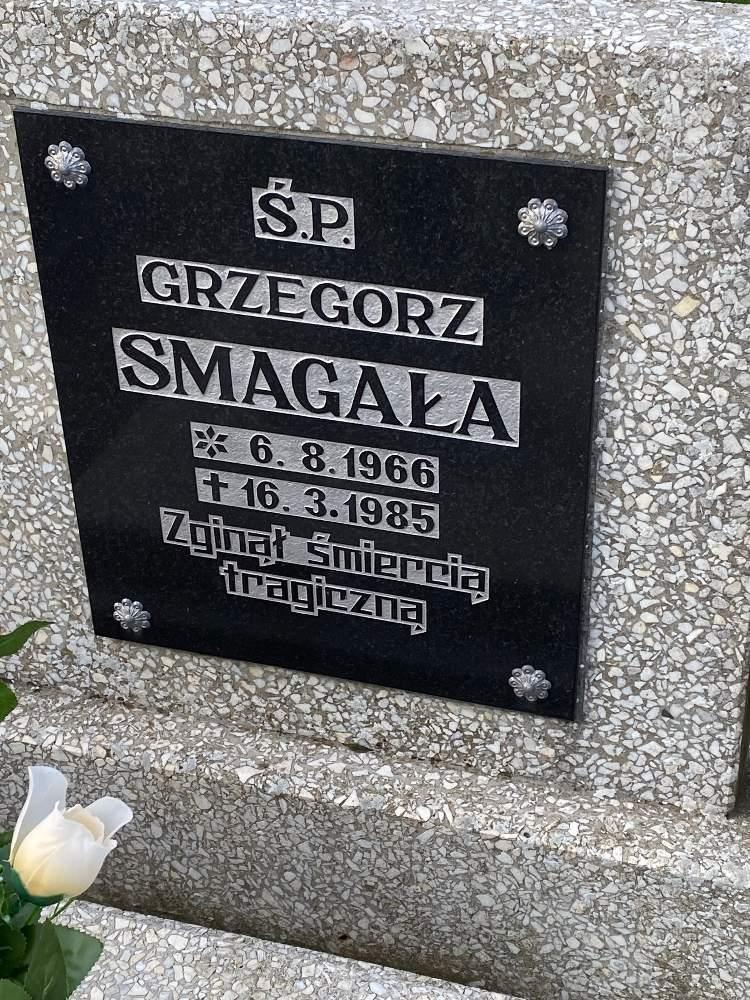 Ś.P.
GRZEGORZ
SMAGAŁA
* 6. 8. 1966
† 16. 3. 1985
Zginął śmiercią
tragiczną